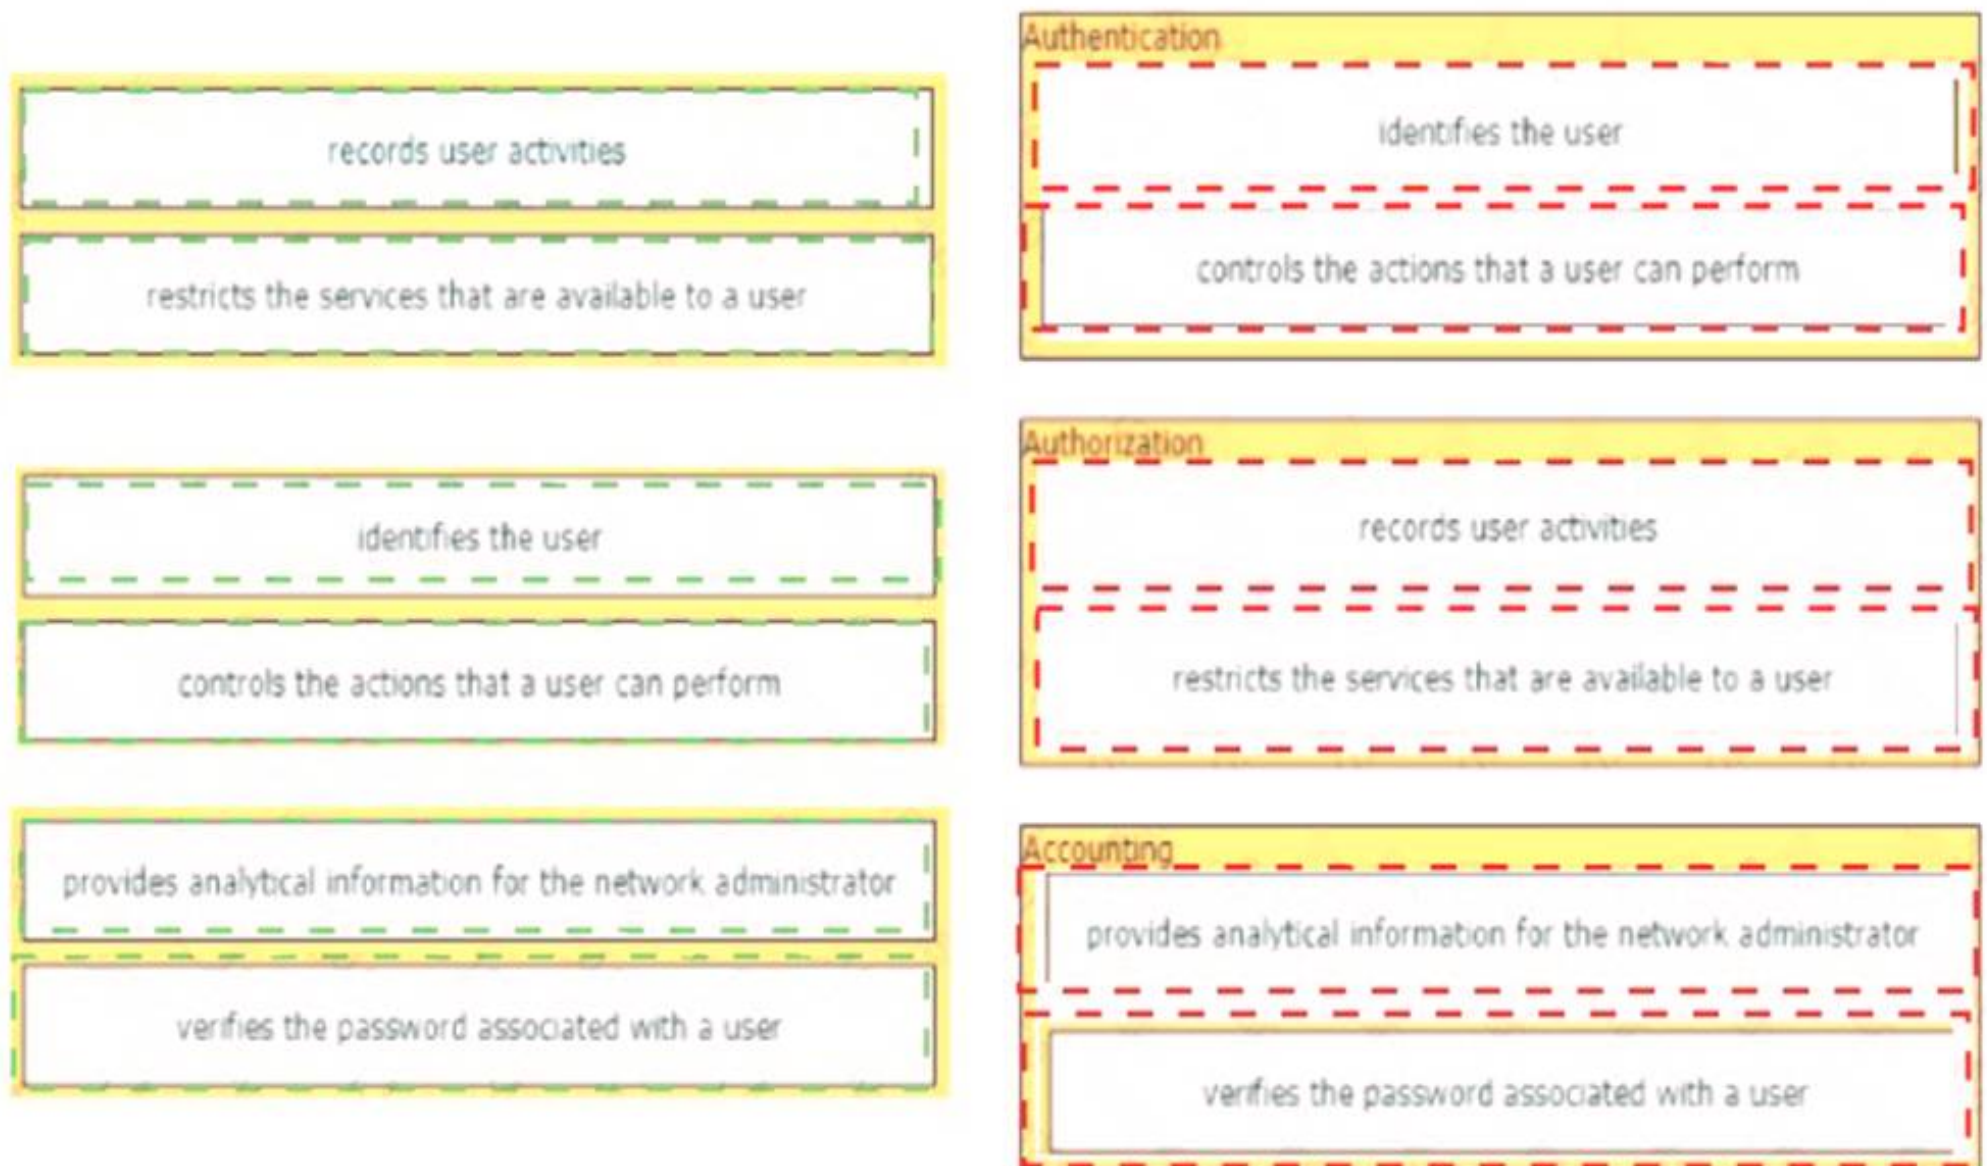 records user activities
restricts the services that are available to a user
identifies the user
controls the actions that a user can perform
provides analytical information for the network administrator
verifies the password associated with a user
Authentication
identifies the user
controls the actions that a user can perform
Authorization
records user activities
restricts the services that are available to a user
Accounting
provides analytical information for the network administrator
verifies the password associated with a user